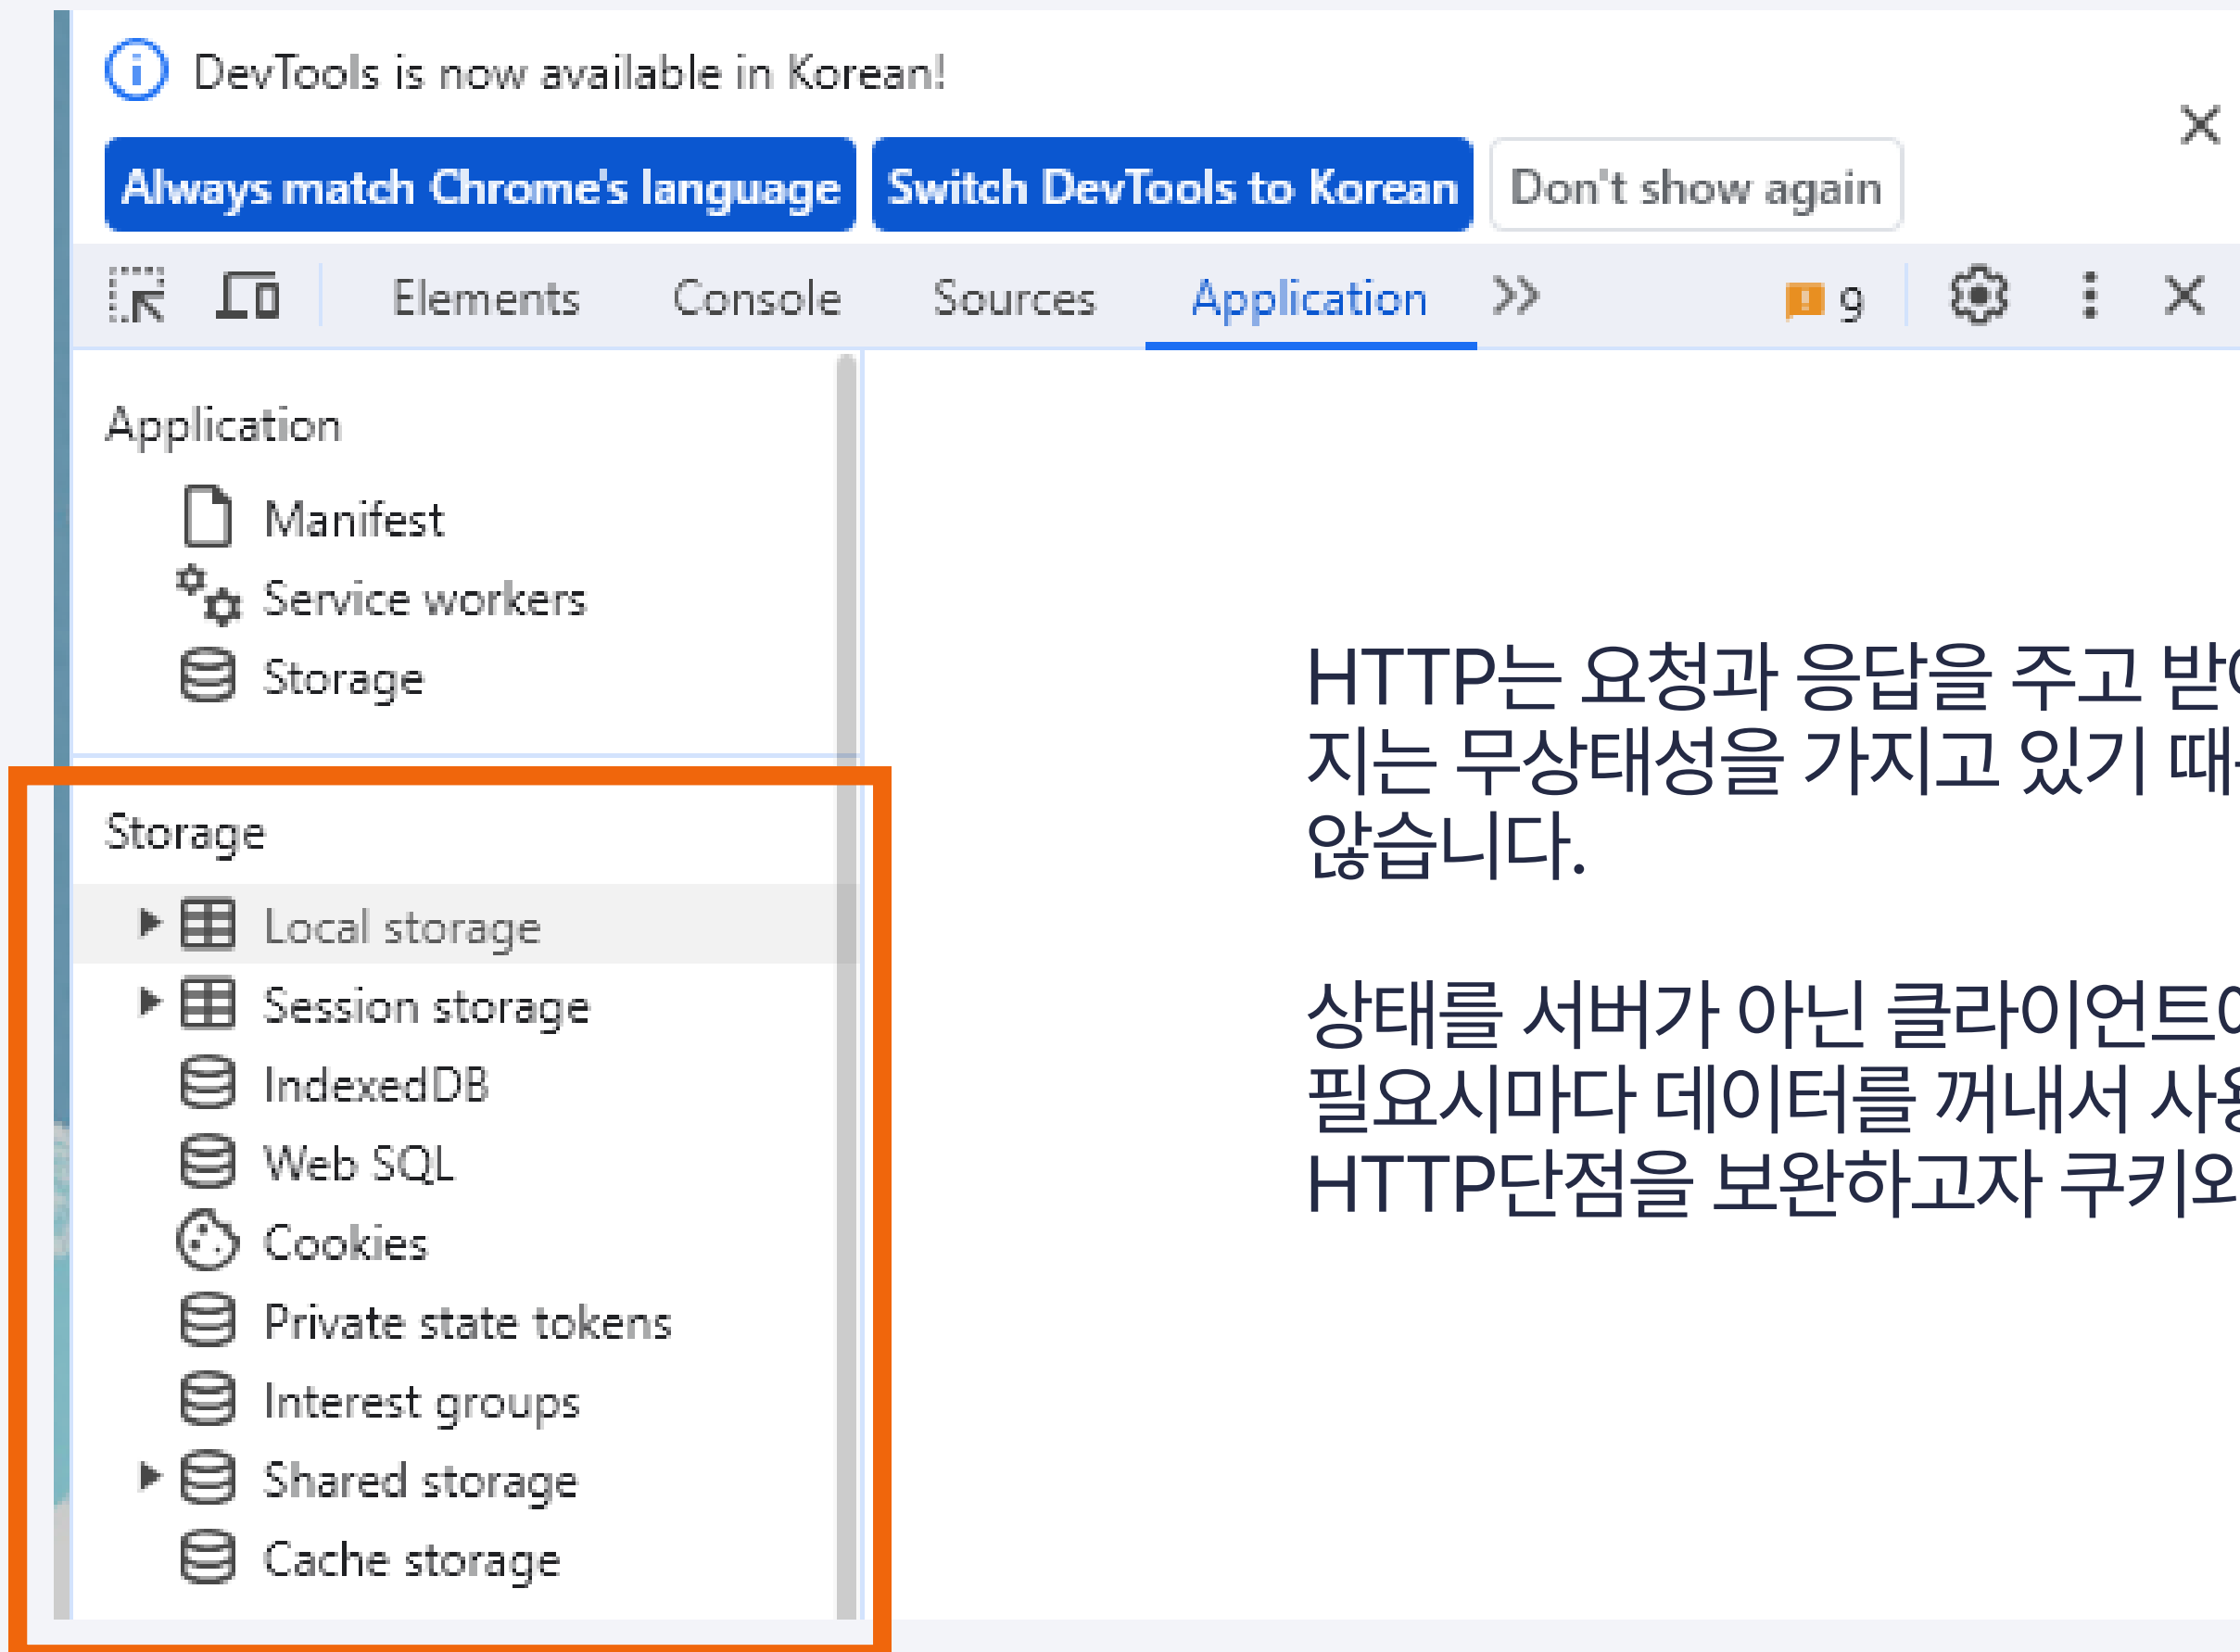 DevTools is now available in Korean!
Always match Chrome's language Switch DevTools to Korean Don't show again
Elements Console Sources Application 9
Application
Manifest
Service workers
Storage
Storage
Local storage
Session storage
IndexedDB
Web SQL
Cookies
Private state tokens
Interest groups
Shared storage
Cache storage
HTTP는 요청과 응답을 주고
지는 무상태성을 가지고 있기
않습니다.
상태를 서버가 아닌 클라이언트
필요시마다 데이터를 꺼내서
HTTP단점을 보완하고자 쿠키와